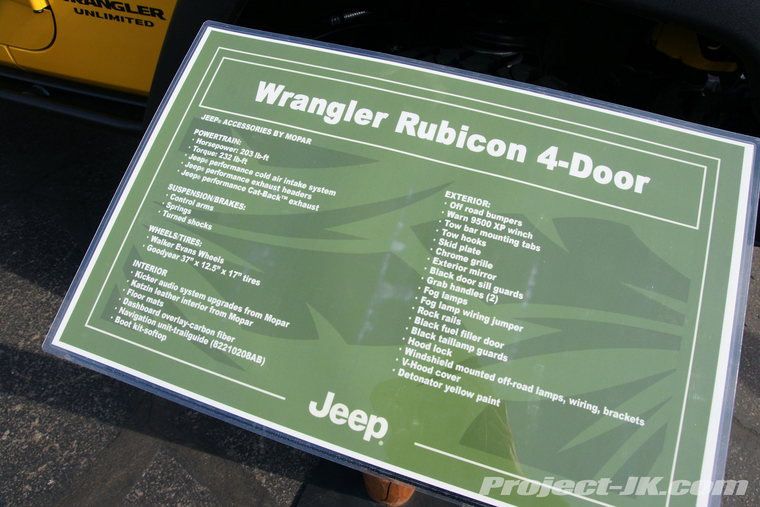 WRANGLER
UNLIMITED
Wrangler Rubicon 4-Door
JEEP® ACCESSORIES BY MOPAR
POWERTRAIN:
· Horsepower: 203 lb-ft
· Torque: 232 lb-ft
· Jeep® performance cold air intake system
· Jeep® performance exhaust headers
· Jeep® performance Cat-Back™ exhaust
SUSPENSION/BRAKES:
· Control arms
· Springs
· Turned shocks
WHEELS/TIRES:
· Walker Evans Wheels
· Goodyear 37" x 12.5" x 17" tires
INTERIOR
· Kicker audio system upgrades from Mopar
· Katzin leather interior from Mopar
· Floor mats
· Dashboard overlay-carbon fiber
· Navigation unit-trailguide (82210208AB)
· Boot kit-softop
EXTERIOR:
· Off road bumpers
· Warn 9500 XP winch
· Tow bar mounting tabs
· Tow hooks
· Skid plate
· Chrome grille
· Exterior mirror
· Black door sill guards
· Grab handles (2)
· Fog lamps
· Fog lamp wiring jumper
· Rock rails
· Black fuel filler door
· Black taillamp guards
· Hood lock
· Windshield mounted off-road lamps, wiring, brackets
· V-Hood cover
· Detonator yellow paint
Jeep®
Project-JK.com